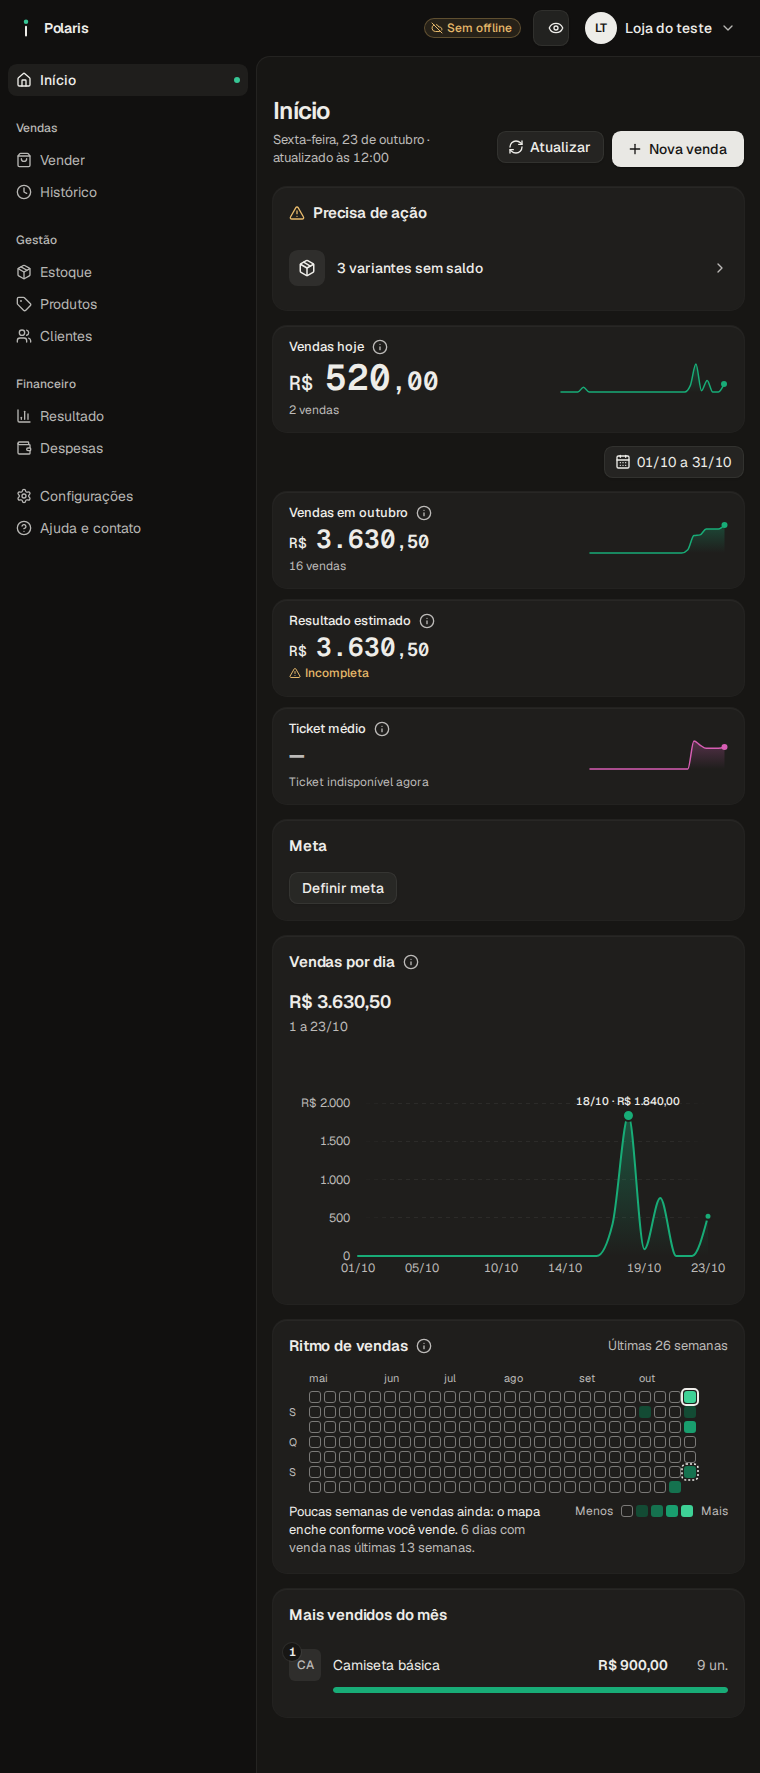 Polaris
Sem offline
LT
Loja do teste
Início
Vendas
Vender
Histórico
Gestão
Estoque
Produtos
Clientes
Financeiro
Resultado
Despesas
Configurações
Ajuda e contato
Início
Sexta-feira, 23 de outubro ·
atualizado às 12:00
Atualizar
Nova venda
Precisa de ação
3 variantes sem saldo
Vendas hoje
R$ 520,00
2 vendas
01/10 a 31/10
Vendas em outubro
R$ 3.630,50
16 vendas
Resultado estimado
R$ 3.630,50
Incompleta
Ticket médio
—
Ticket indisponível agora
Meta
Definir meta
Vendas por dia
R$ 3.630,50
1 a 23/10
R$ 2.000
18/10 · R$ 1.840,00
1.500
1.000
500
0
01/10 05/10 10/10 14/10 19/10 23/10
Ritmo de vendas
Últimas 26 semanas
mai jun jul ago set out
S
Q
S
Poucas semanas de vendas ainda: o mapa
enche conforme você vende. 6 dias com
venda nas últimas 13 semanas.
Menos Mais
Mais vendidos do mês
1
CA
Camiseta básica R$ 900,00 9 un.